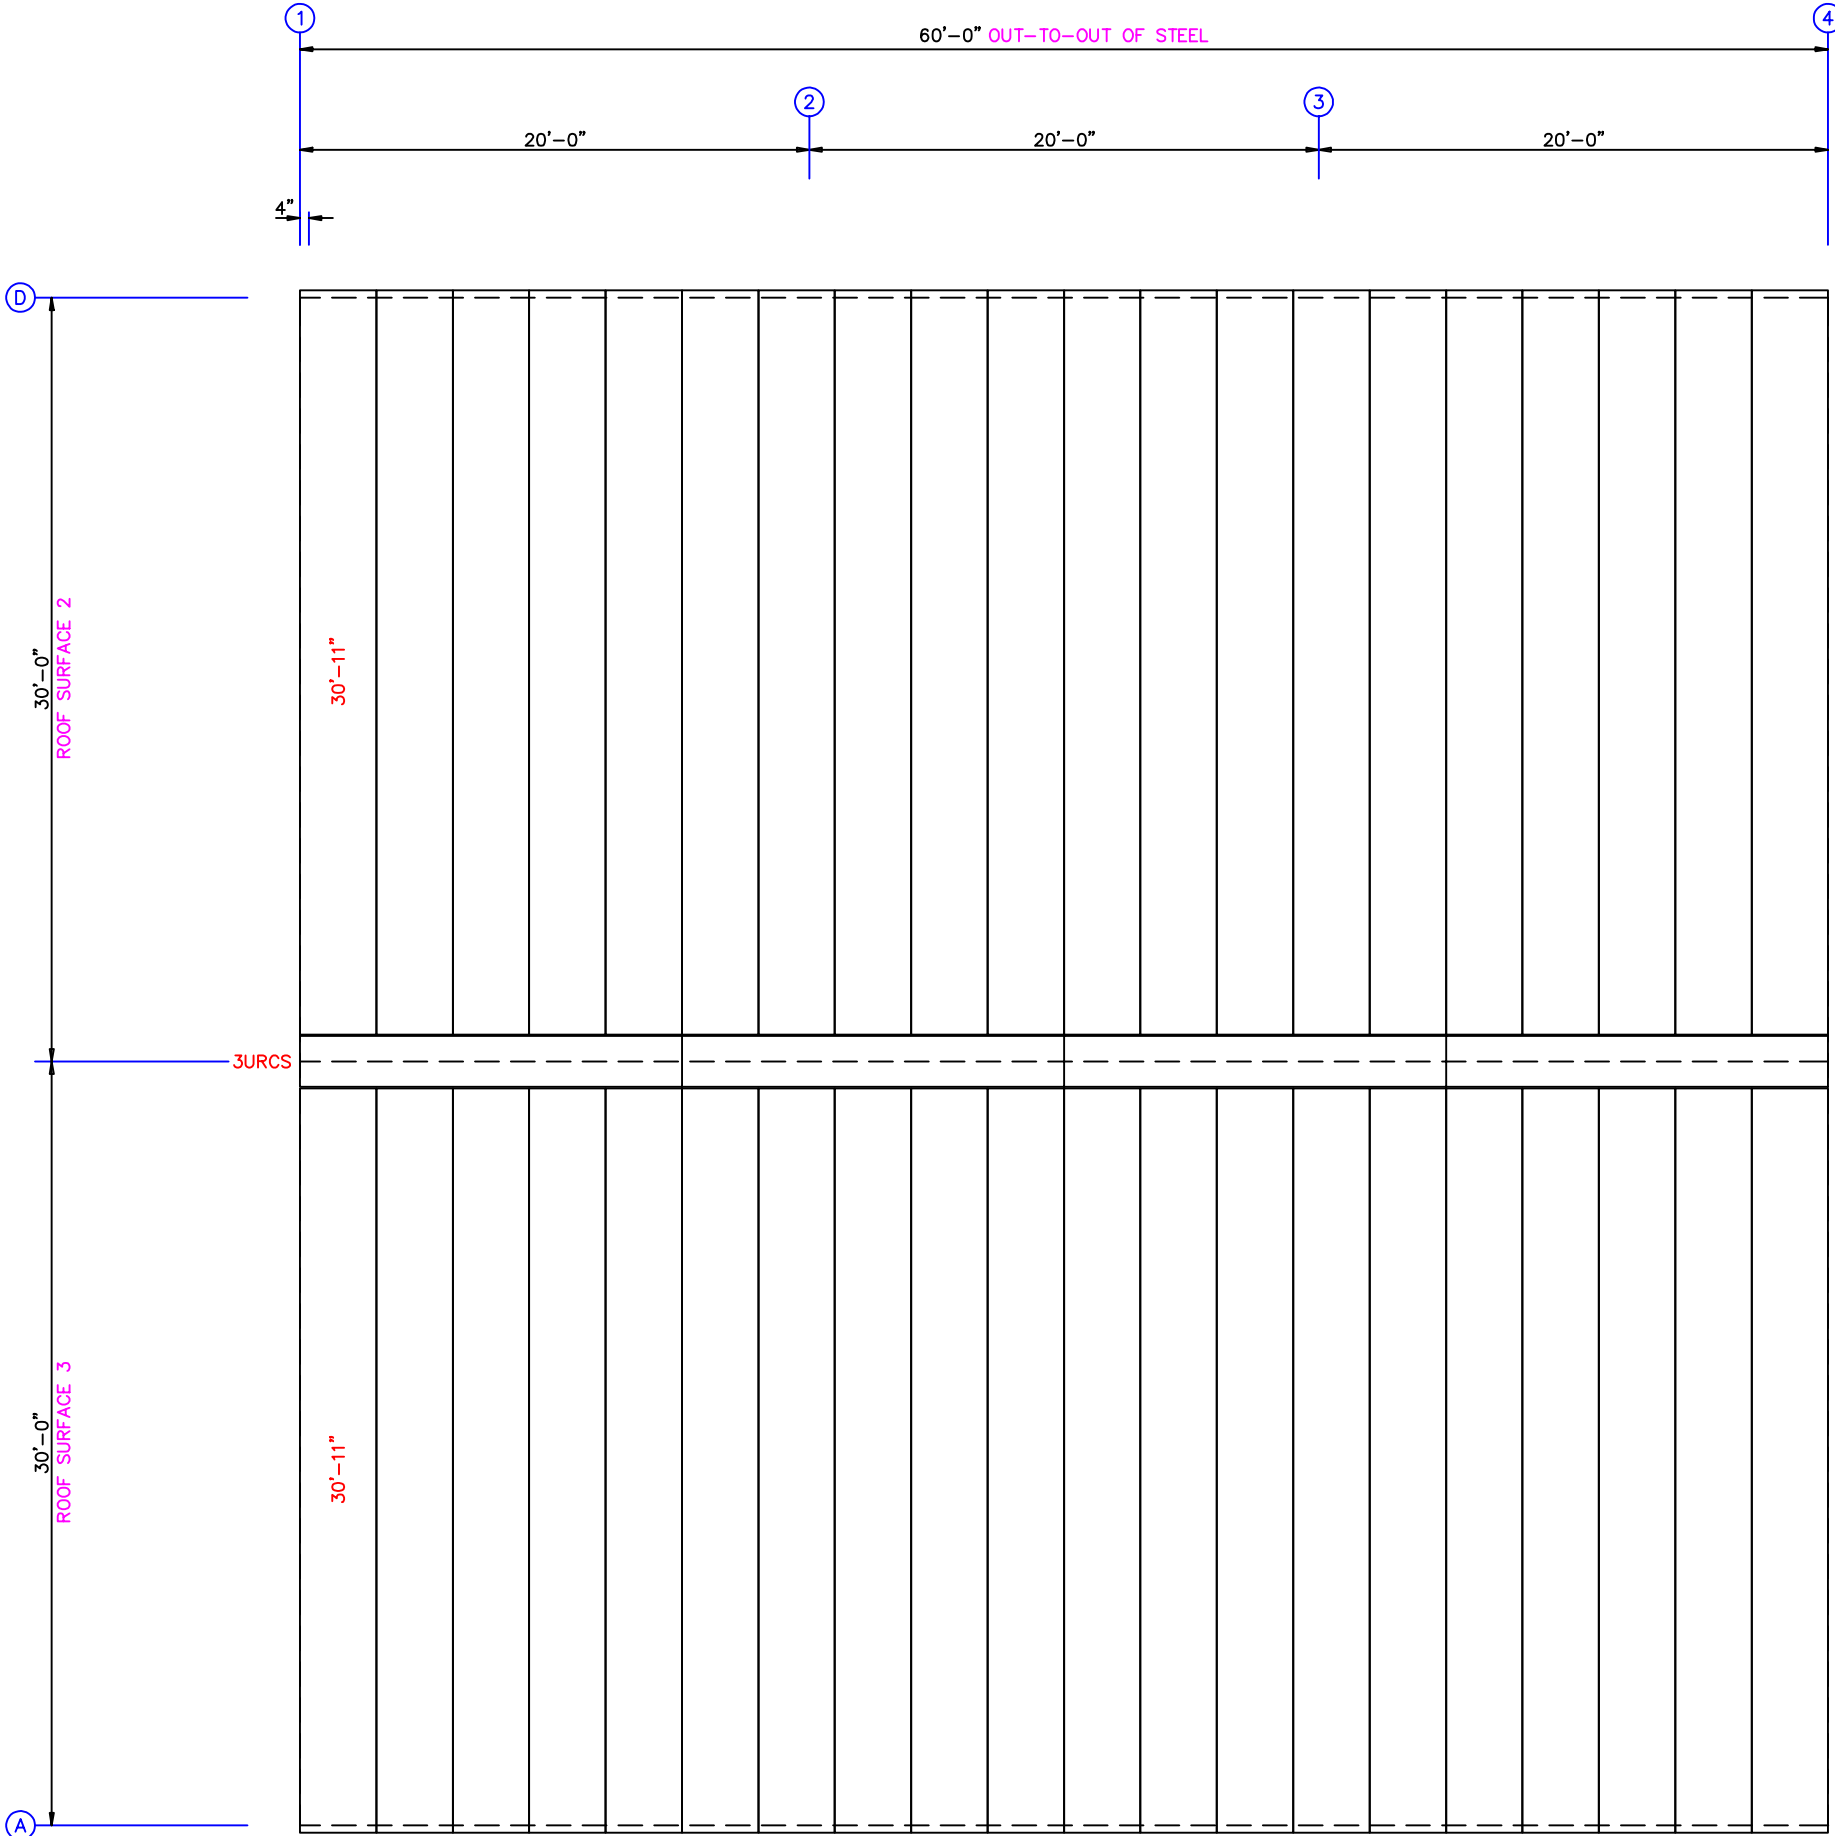 1
4
60'-0" OUT-TO-OUT OF STEEL
2
3
20'-0"
20'-0"
20'-0"
4"
D
30'-0"
ROOF SURFACE 2
30'-11"
3URCS
30'-0"
ROOF SURFACE 3
30'-11"
A